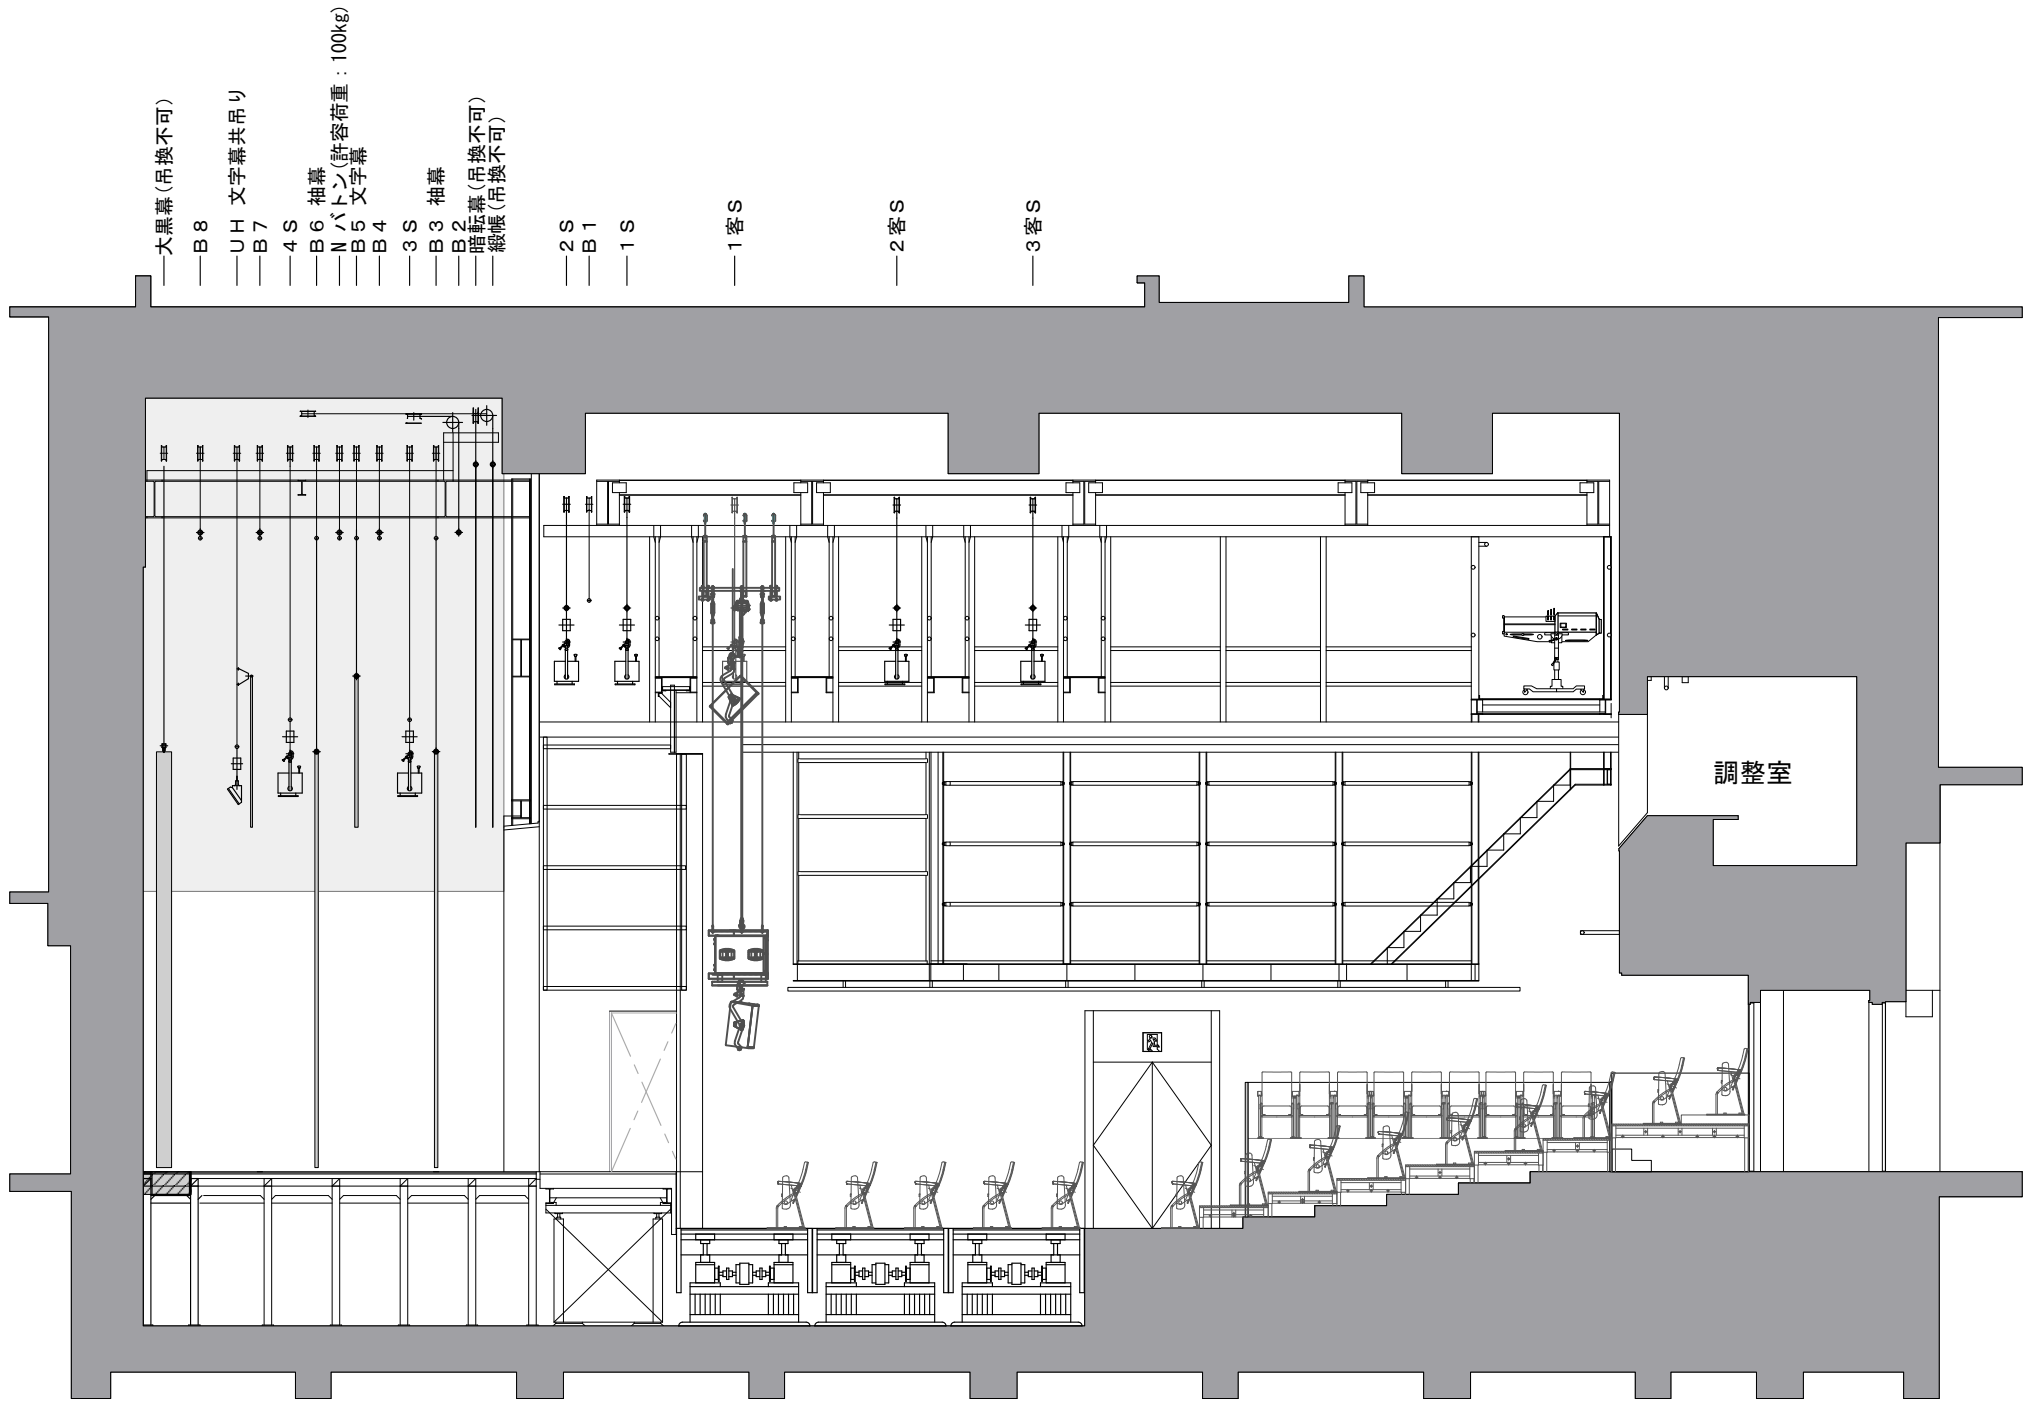 大黒幕(吊換不可)
B8
UH 文字幕共吊り
B7
4S
B6 袖幕
N バトン(許容荷重:100kg)
B5 文字幕
B4
3S
B3 袖幕
B2
暗転幕(吊換不可)
緞帳(吊換不可)
2S
B1
1S
1客S
2客S
3客S
調整室